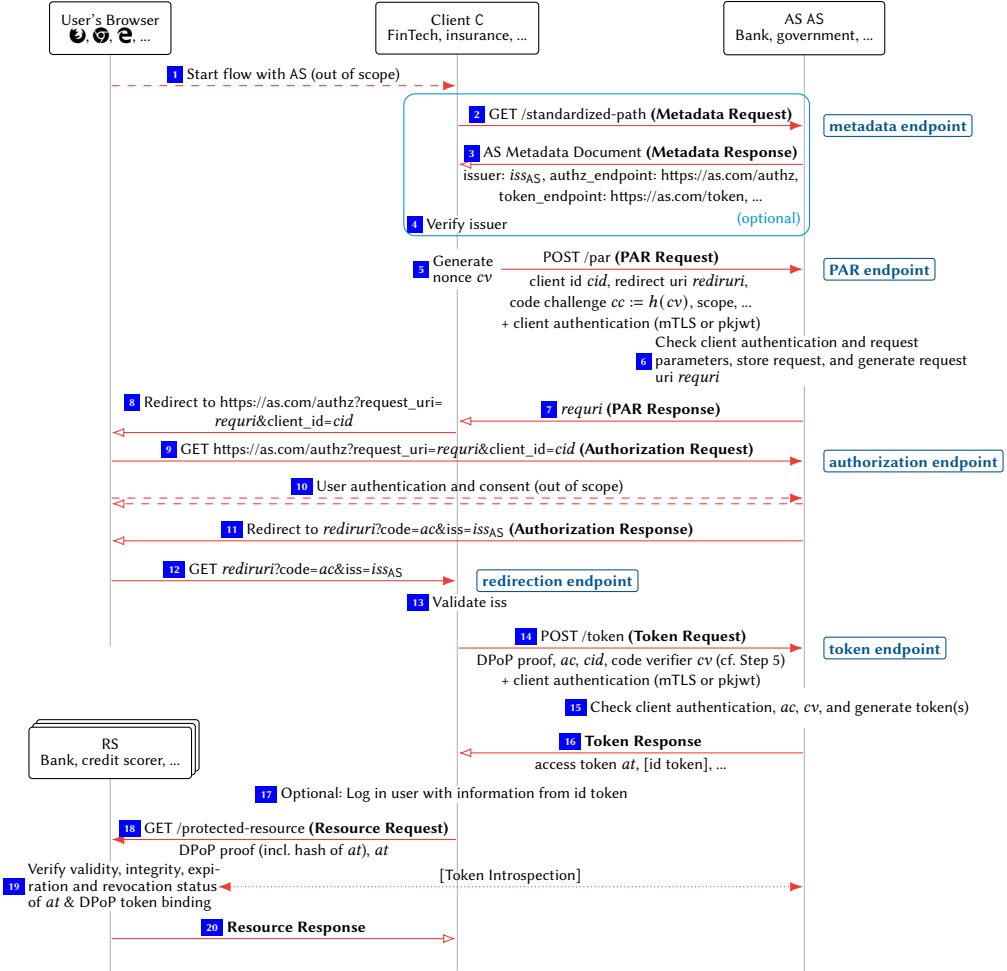 User's Browser
, , , ...
Client C
FinTech, insurance, ...
AS AS
Bank, government, ...
1 Start flow with AS (out of scope)
2 GET /standardized-path (Metadata Request)
metadata endpoint
3 AS Metadata Document (Metadata Response)
issuer: issAS, authz_endpoint: https://as.com/authz,
token_endpoint: https://as.com/token, ...
(optional)
4 Verify issuer
5 Generate
nonce cv
POST /par (PAR Request)
PAR endpoint
client id cid, redirect uri rediruri,
code challenge cc := h(cv), scope, ...
+ client authentication (mTLS or pkjwt)
6 Check client authentication and request
parameters, store request, and generate request
uri requri
7 requri (PAR Response)
8 Redirect to https://as.com/authz?request_uri=
requri&client_id=cid
9 GET https://as.com/authz?request_uri=requri&client_id=cid (Authorization Request)
authorization endpoint
10 User authentication and consent (out of scope)
11 Redirect to rediruri?code=ac&iss=issAS (Authorization Response)
12 GET rediruri?code=ac&iss=issAS
redirection endpoint
13 Validate iss
14 POST /token (Token Request)
token endpoint
DPoP proof, ac, cid, code verifier cv (cf. Step 5)
+ client authentication (mTLS or pkjwt)
15 Check client authentication, ac, cv, and generate token(s)
RS
Bank, credit scorer, ...
16 Token Response
access token at, [id token], ...
17 Optional: Log in user with information from id token
18 GET /protected-resource (Resource Request)
DPoP proof (incl. hash of at), at
19 Verify validity, integrity, expi-
ration and revocation status
of at & DPoP token binding
[Token Introspection]
20 Resource Response